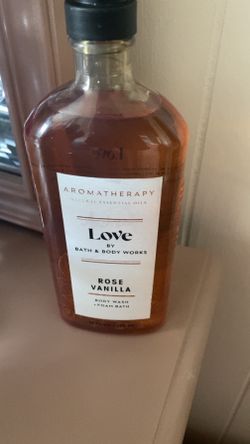 AROMATHERAPY
NATURAL ESSENTIAL OILS
Love
BY
BATH & BODY WORKS
ROSE
VANILLA
BODY WASH
+ FOAM BATH